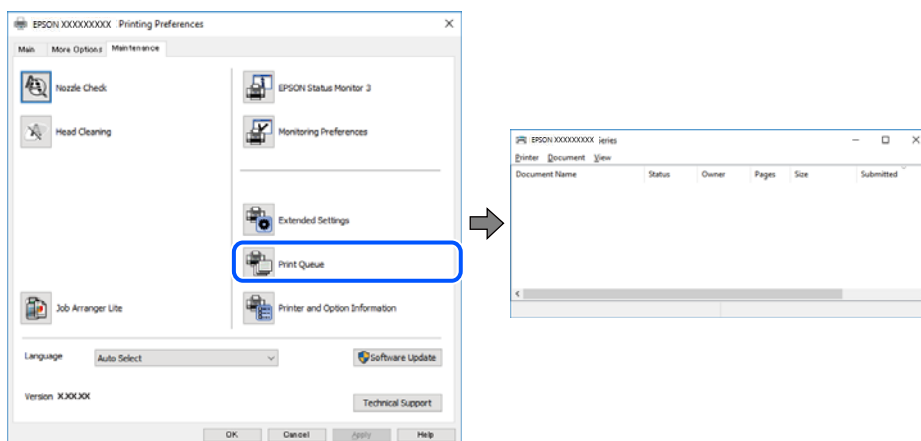 EPSON XXXXXXXXX Printing Preferences
Main More Options Maintenance
Nozzle Check
EPSON Status Monitor 3
Head Cleaning
Monitoring Preferences
Extended Settings
Print Queue
Job Arranger Lite
Printer and Option Information
Language Auto Select Software Update
Version X.XX.XX
Technical Support
OK Cancel Apply Help
EPSON XXXXXXXXX ieries
Printer Document View
Document Name Status Owner Pages Size Submitted